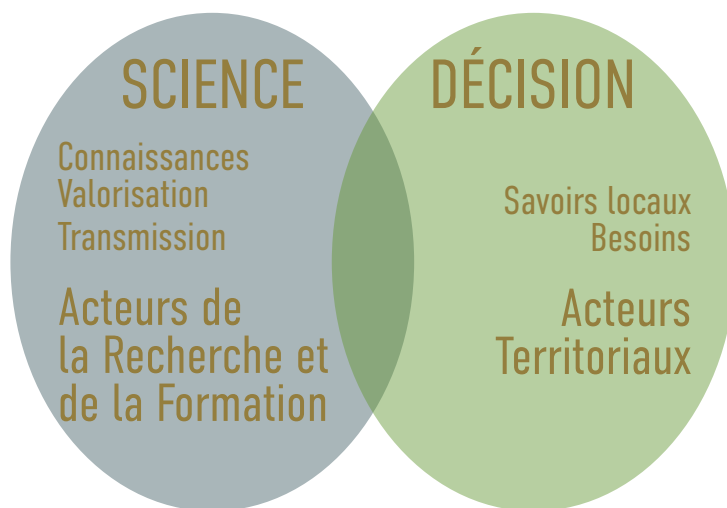 SCIENCE
Connaissances
Valorisation
Transmission
Acteurs de
la Recherche et
de la Formation
DÉCISION
Savoirs locaux
Besoins
Acteurs
Territoriaux